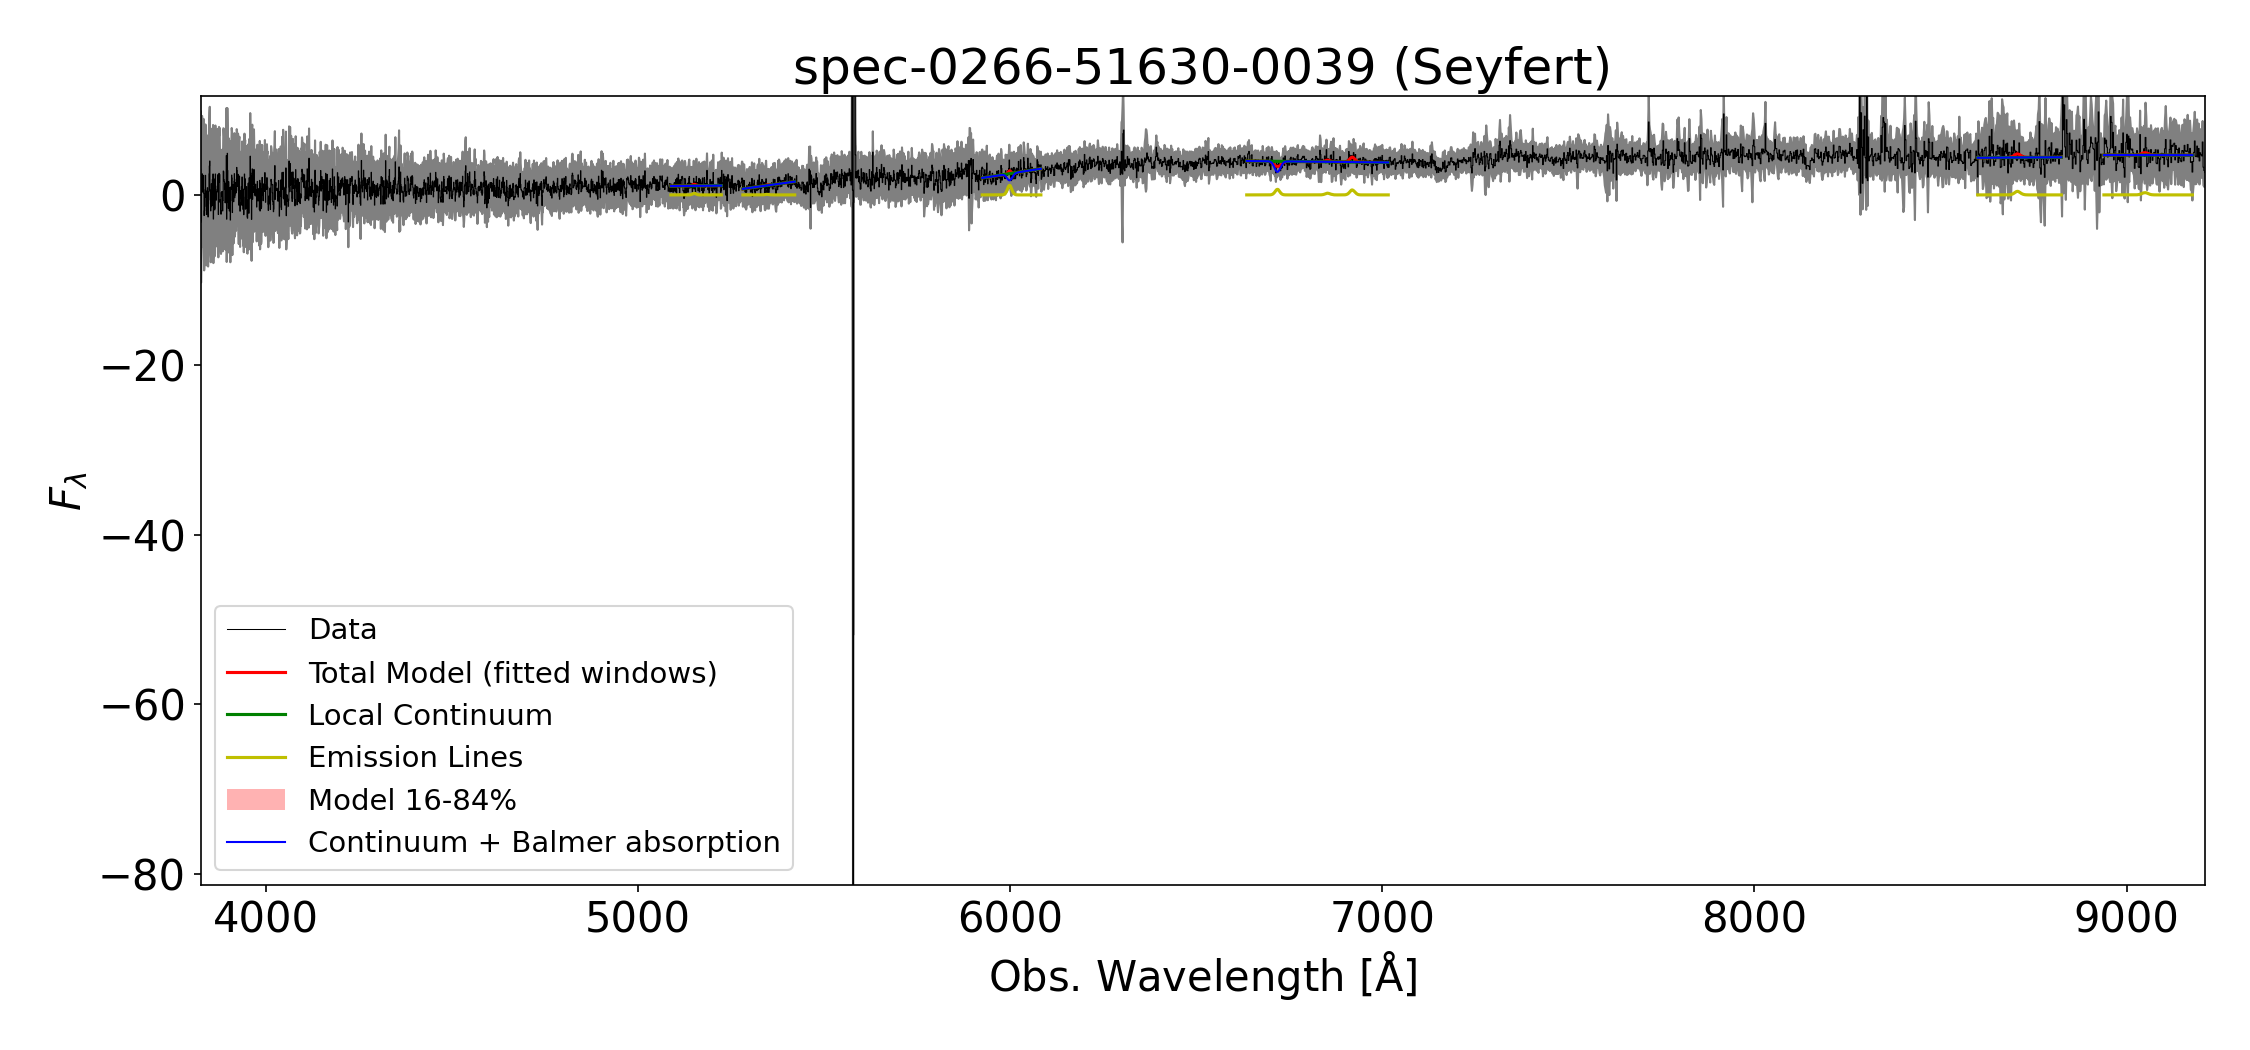 spec-0266-51630-0039 (Seyfert)
0
−20
−40
−60
−80
F_λ
Data
Total Model (fitted windows)
Local Continuum
Emission Lines
Model 16-84%
Continuum + Balmer absorption
4000 5000 6000 7000 8000 9000
Obs. Wavelength [Å]